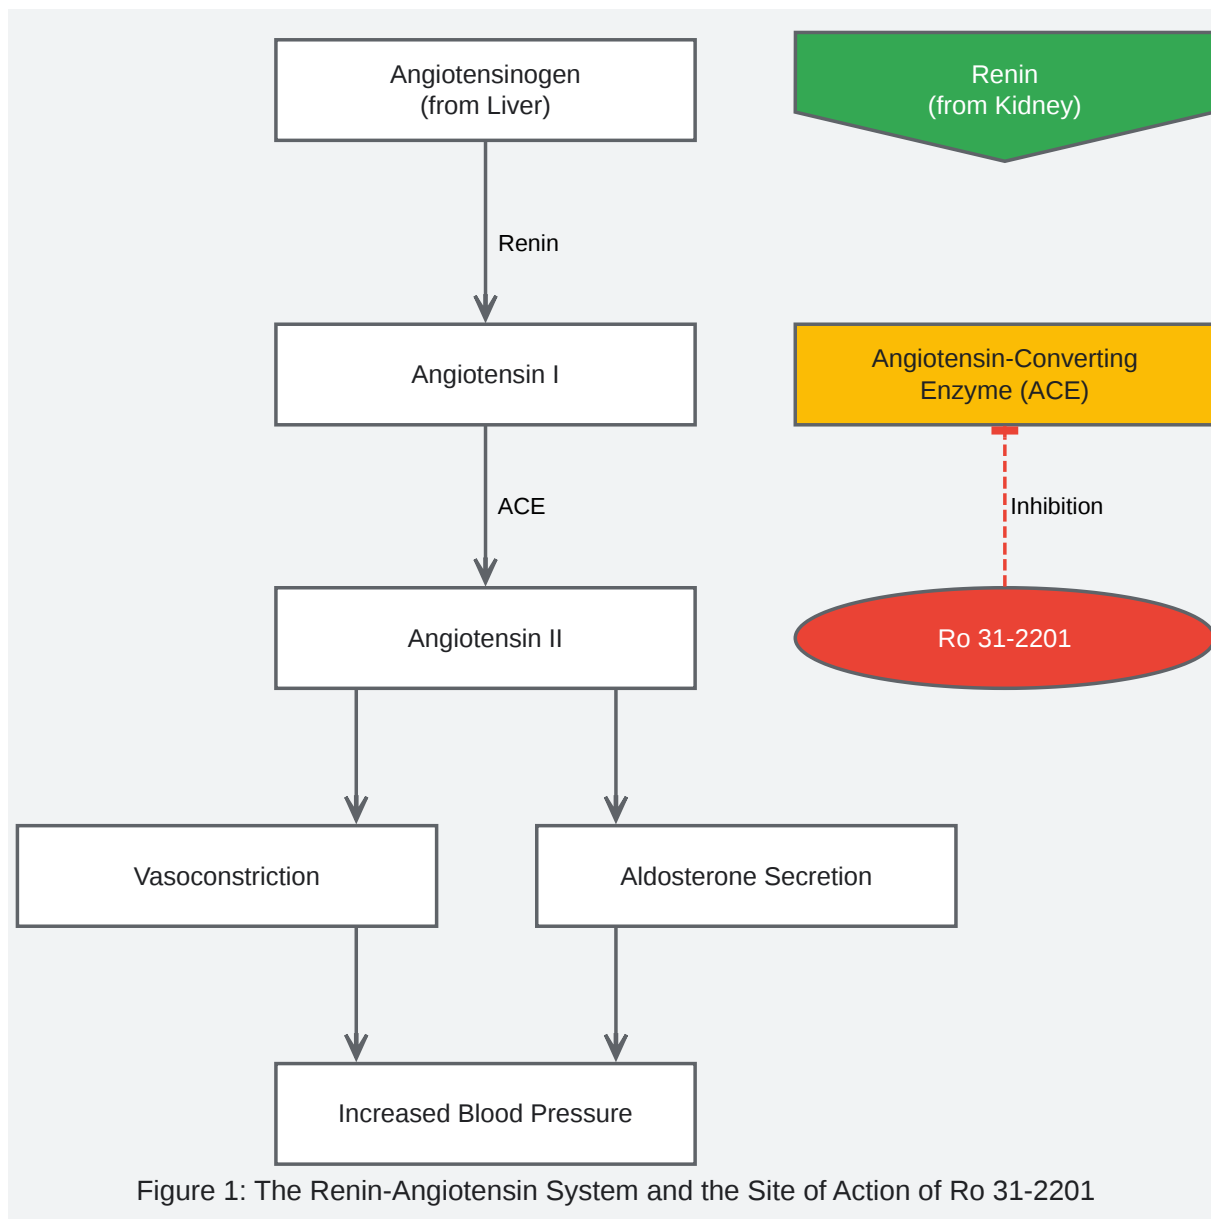 Angiotensinogen
(from Liver)
Renin
(from Kidney)
Renin
Angiotensin I
Angiotensin-Converting
Enzyme (ACE)
ACE
Inhibition
Angiotensin II
Ro 31-2201
Vasoconstriction
Aldosterone Secretion
Increased Blood Pressure
Figure 1: The Renin-Angiotensin System and the Site of Action of Ro 31-2201